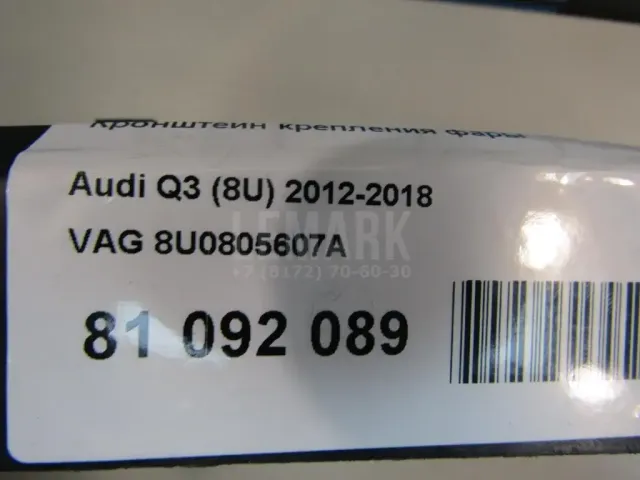 Кронштейн крепления фары
Audi Q3 (8U) 2012-2018
VAG 8U0805607A
LEMARK
+7 (8172) 70-60-30
81 092 089